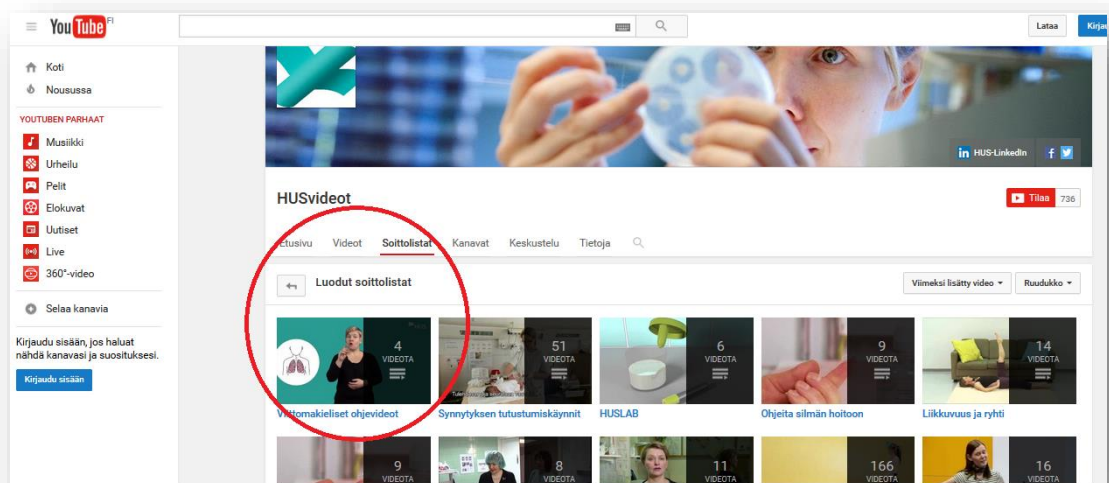 YouTube FI
Lataa
Kirjau
Koti
Nousussa
YOUTUBEN PARHAAT
Musiikki
Urheilu
Pelit
Elokuvat
Uutiset
Live
360°-video
Selaa kanavia
Kirjaudu sisään, jos haluat
nähdä kanavasi ja suosituksesi.
Kirjaudu sisään
HUS-LinkedIn
HUSvideot
Tilaa 736
Etusivu Videot Soittolistat Kanavat Keskustelu Tietoja
Luodut soittolistat
Viimeksi lisätty video
Ruudukko
4 VIDEOTA
51 VIDEOTA
6 VIDEOTA
9 VIDEOTA
14 VIDEOTA
Viittomakieliset ohjevideot
Synnytyksen tutustumiskäynnit
HUSLAB
Ohjeita silmän hoitoon
Liikkuvuus ja ryhti
9 VIDEOTA
8 VIDEOTA
11 VIDEOTA
166 VIDEOTA
16 VIDEOTA